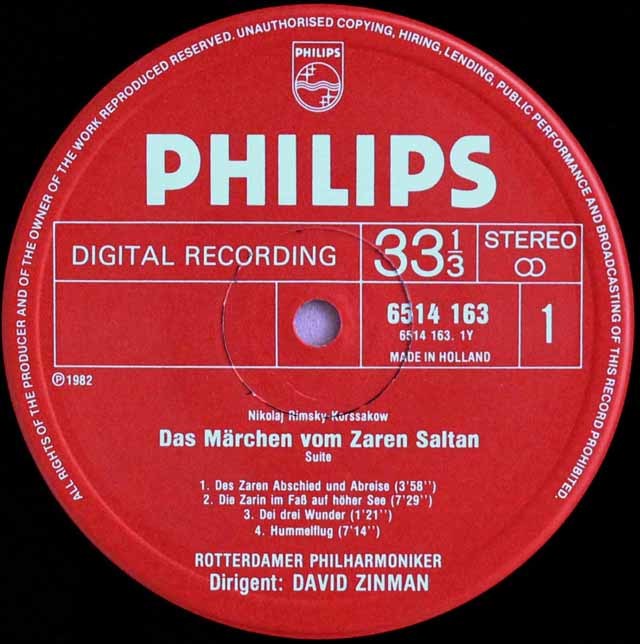 ALL RIGHTS OF THE PRODUCER AND OF THE OWNER OF THE WORK REPRODUCED RESERVED. UNAUTHORISED COPYING, HIRING, LENDING, PUBLIC PERFORMANCE AND BROADCASTING OF THIS RECORD PROHIBITED.
PHILIPS
PHILIPS
DIGITAL RECORDING
33 1/3
STEREO
6514 163
6514 163. 1Y
MADE IN HOLLAND
1
℗1982
Nikolaj Rimsky-Korssakow
Das Märchen vom Zaren Saltan
Suite
1. Des Zaren Abschied und Abreise (3'58'')
2. Die Zarin im Faß auf höher See (7'29'')
3. Dei drei Wunder (1'21'')
4. Hummelflug (7'14'')
ROTTERDAMER PHILHARMONIKER
Dirigent: DAVID ZINMAN